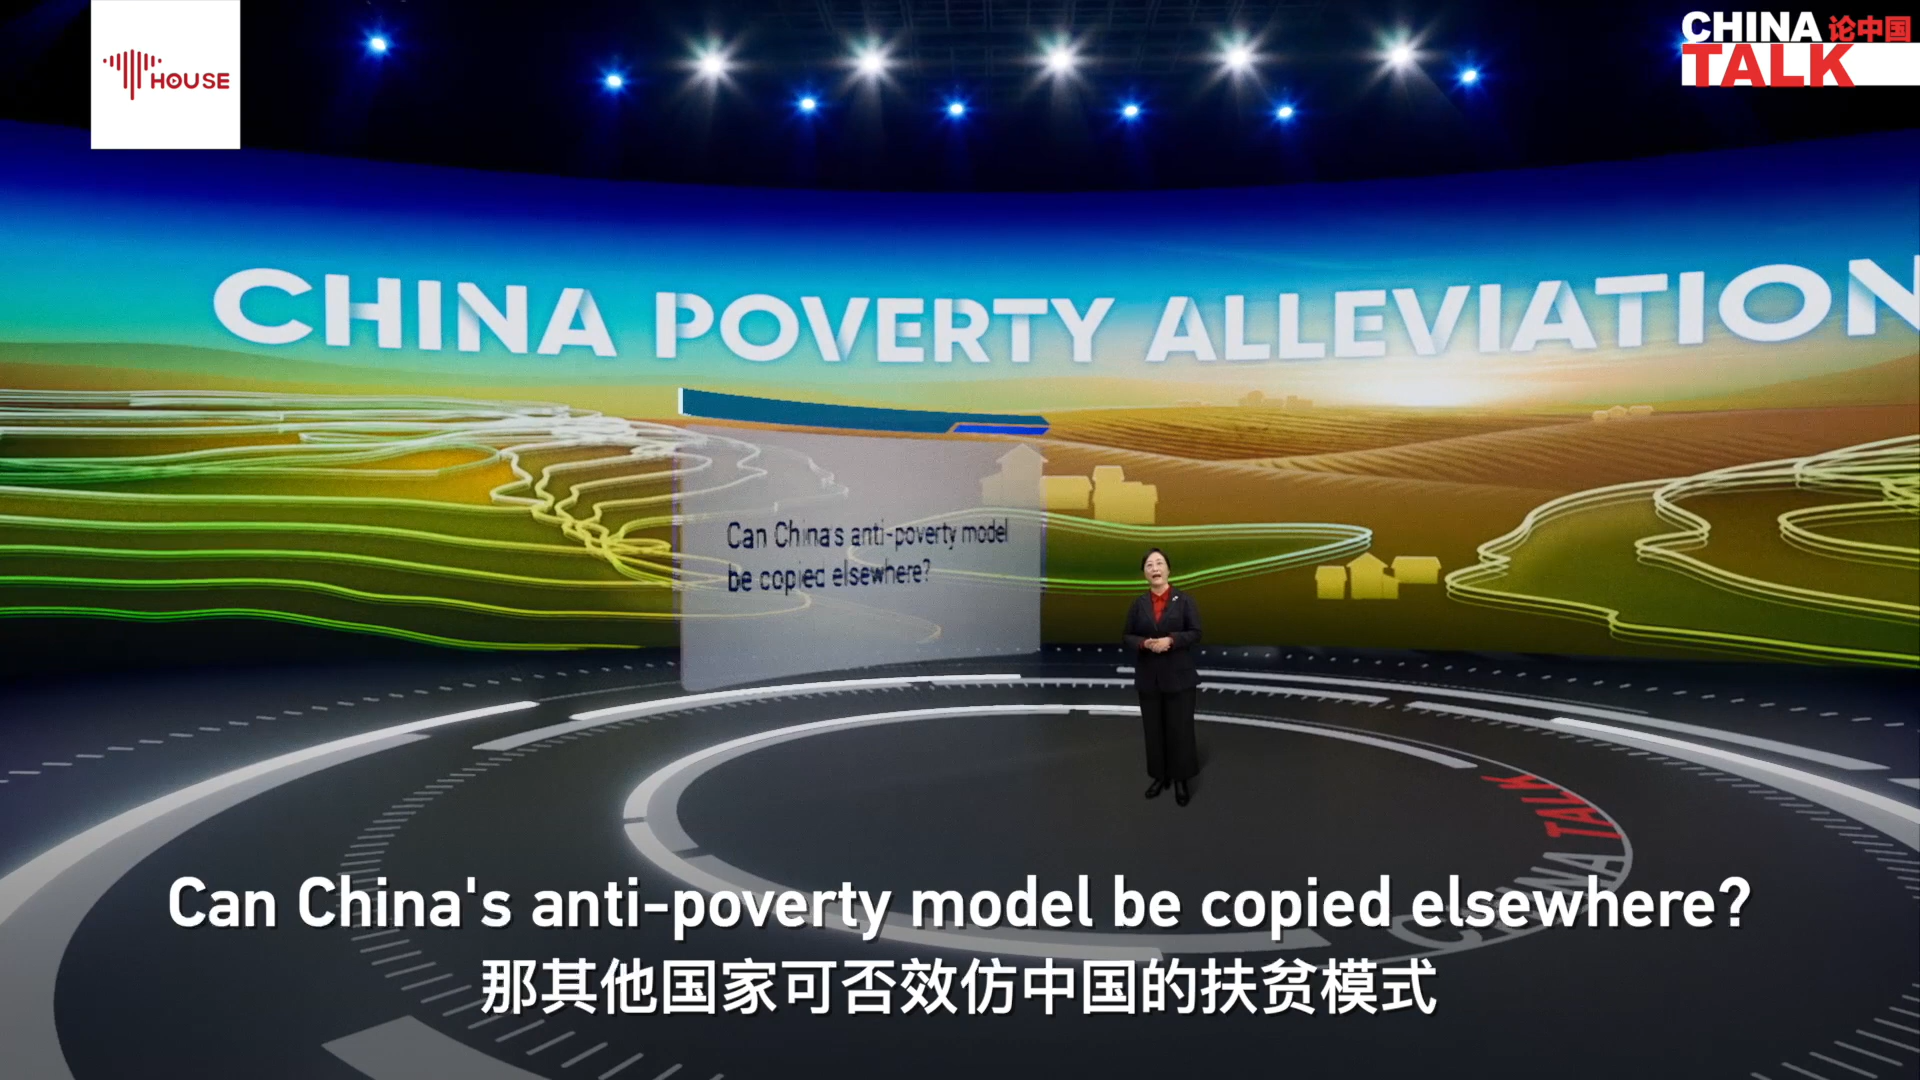 HOUSE
CHINA 论中国
TALK
CHINA POVERTY ALLEVIATION
Can China's anti-poverty model
be copied elsewhere?
CHINA TALK
Can China's anti-poverty model be copied elsewhere?
那其他国家可否效仿中国的扶贫模式